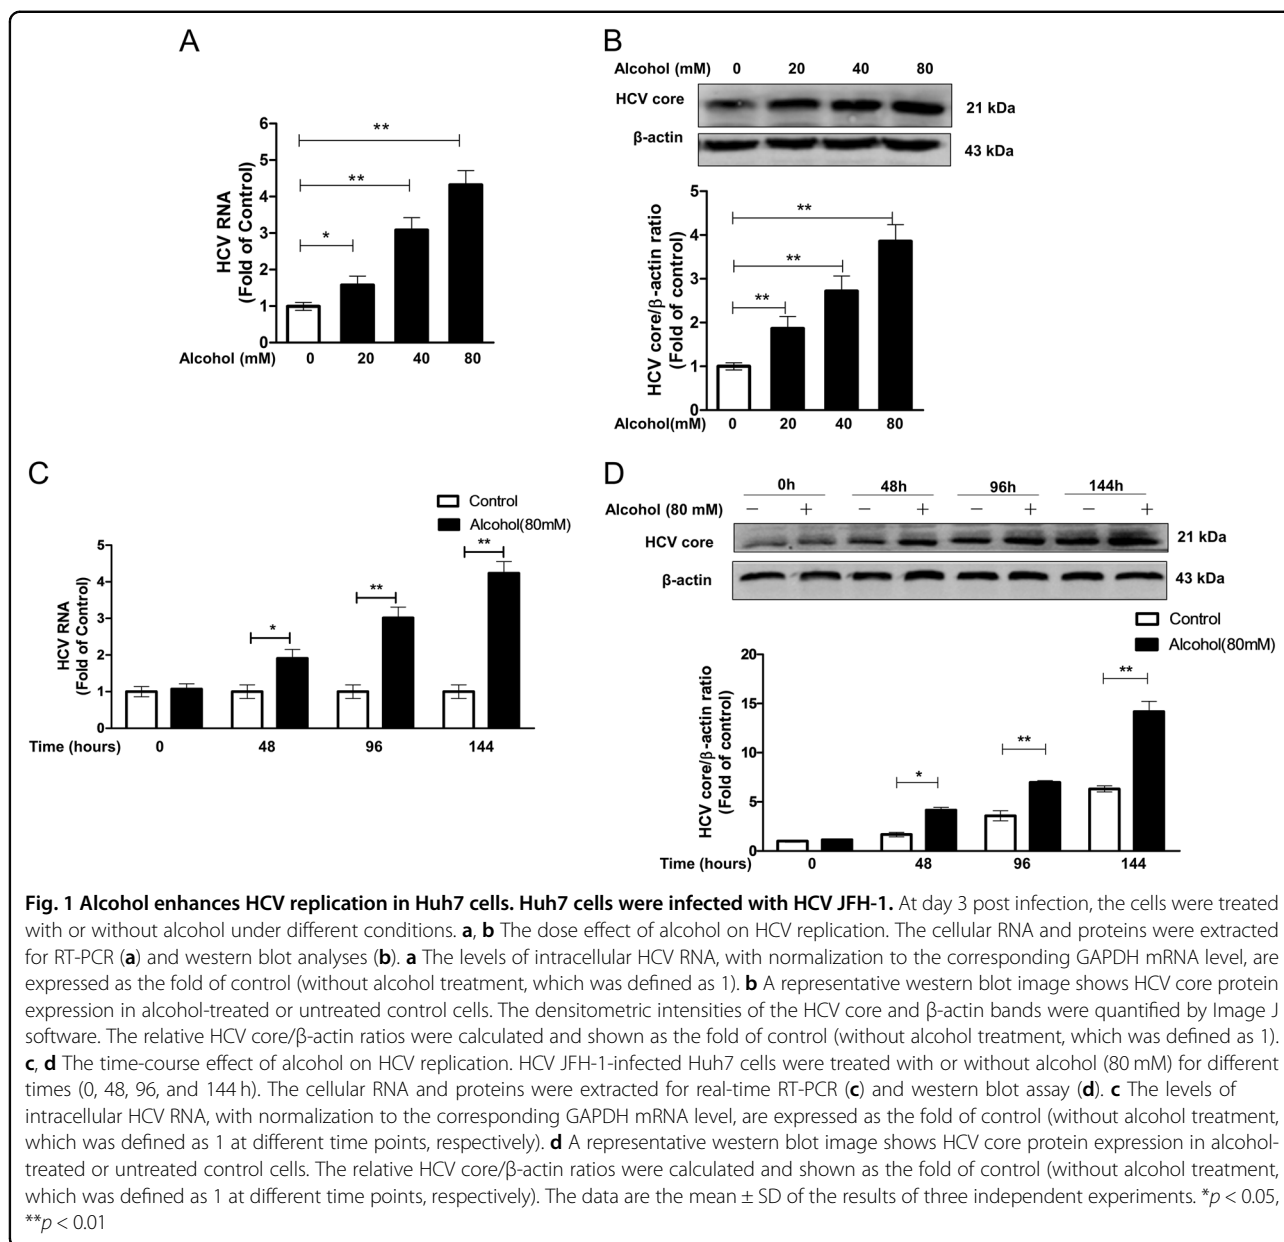 A
HCV RNA
(Fold of Control)
6
5
4
3
2
1
0
**
**
*
Alcohol (mM) 0 20 40 80
B
Alcohol (mM) 0 20 40 80
HCV core 21 kDa
β-actin 43 kDa
HCV core/β-actin ratio
(Fold of control)
5
4
3
2
1
0
**
**
**
Alcohol(mM) 0 20 40 80
C
Control
Alcohol(80mM)
HCV RNA
(Fold of Control)
5
4
3
2
1
0
*
**
**
Time (hours) 0 48 96 144
D
0h 48h 96h 144h
Alcohol (80 mM) − + − + − + − +
HCV core 21 kDa
β-actin 43 kDa
Control
Alcohol(80mM)
HCV core/β-actin ratio
(Fold of control)
20
15
10
5
0
*
**
**
Time (hours) 0 48 96 144
Fig. 1 Alcohol enhances HCV replication in Huh7 cells. Huh7 cells were infected with HCV JFH-1. At day 3 post infection, the cells were treated
with or without alcohol under different conditions. a, b The dose effect of alcohol on HCV replication. The cellular RNA and proteins were extracted
for RT-PCR (a) and western blot analyses (b). a The levels of intracellular HCV RNA, with normalization to the corresponding GAPDH mRNA level, are
expressed as the fold of control (without alcohol treatment, which was defined as 1). b A representative western blot image shows HCV core protein
expression in alcohol-treated or untreated control cells. The densitometric intensities of the HCV core and β-actin bands were quantified by Image J
software. The relative HCV core/β-actin ratios were calculated and shown as the fold of control (without alcohol treatment, which was defined as 1).
c, d The time-course effect of alcohol on HCV replication. HCV JFH-1-infected Huh7 cells were treated with or without alcohol (80 mM) for different
times (0, 48, 96, and 144 h). The cellular RNA and proteins were extracted for real-time RT-PCR (c) and western blot assay (d). c The levels of
intracellular HCV RNA, with normalization to the corresponding GAPDH mRNA level, are expressed as the fold of control (without alcohol treatment,
which was defined as 1 at different time points, respectively). d A representative western blot image shows HCV core protein expression in alcohol-
treated or untreated control cells. The relative HCV core/β-actin ratios were calculated and shown as the fold of control (without alcohol treatment,
which was defined as 1 at different time points, respectively). The data are the mean ± SD of the results of three independent experiments. *p < 0.05,
**p < 0.01